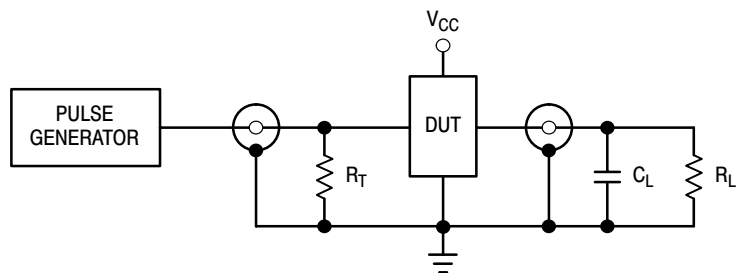 V_CC
PULSE
GENERATOR
DUT
R_T
C_L
R_L